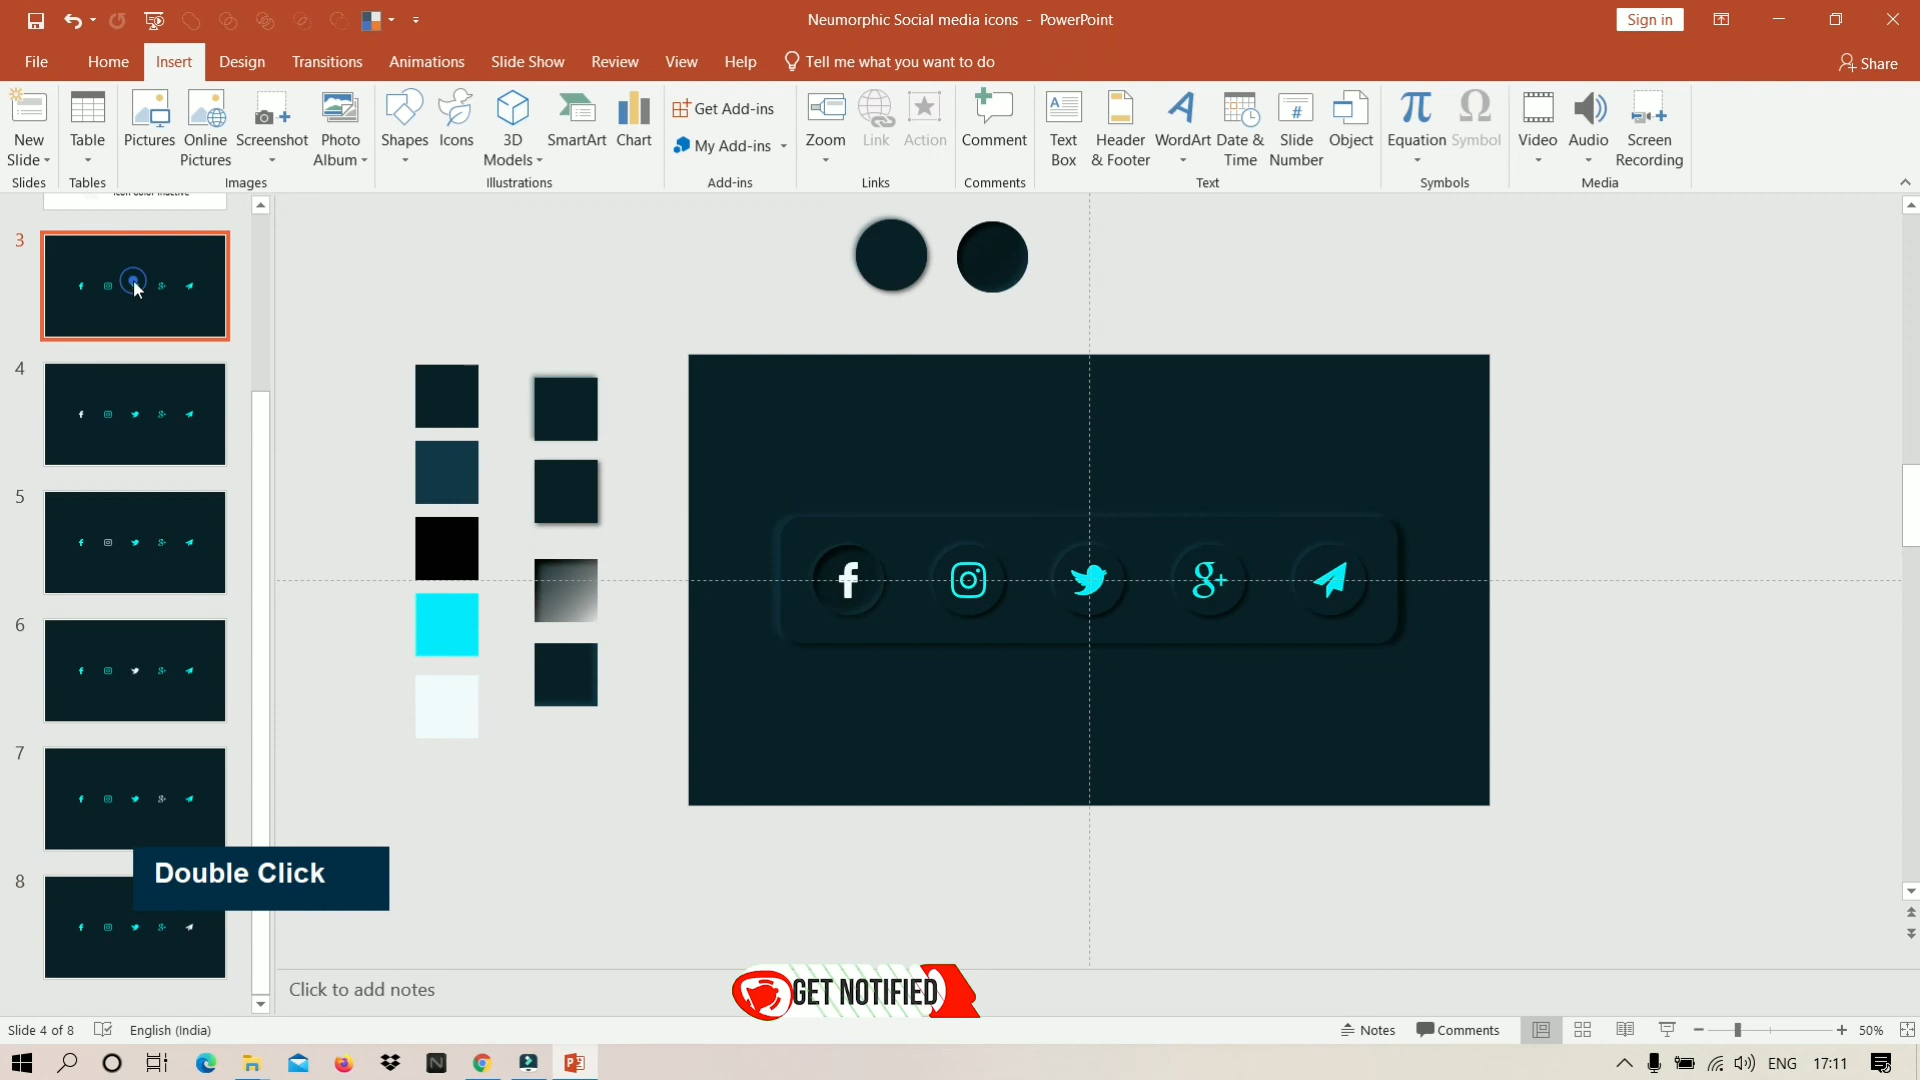 Neumorphic Social media icons - PowerPoint
Sign in
File Home Insert Design Transitions Animations Slide Show Review View Help Tell me what you want to do
Share
New Slide
Table
Pictures
Online Pictures
Screenshot
Photo Album
Shapes
Icons
3D Models
SmartArt
Chart
Get Add-ins
My Add-ins
Zoom
Link
Action
Comment
Text Box
Header & Footer
WordArt
Date & Time
Slide Number
Object
Equation
Symbol
Video
Audio
Screen Recording
Slides Tables Images Illustrations Add-ins Links Comments Text Symbols Media
3
4
5
6
7
8
Double Click
Click to add notes
GET NOTIFIED
Slide 4 of 8 English (India)
Notes Comments 50%
ENG 17:11